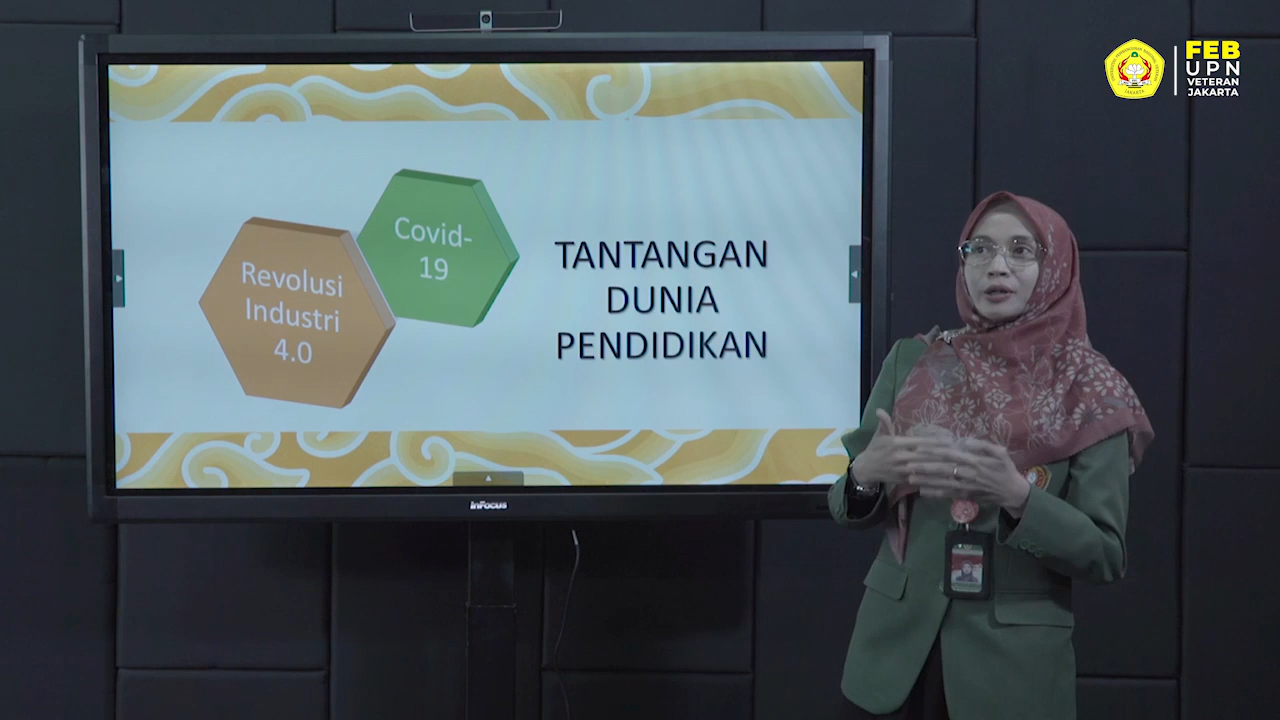 FEB
UPN
VETERAN
JAKARTA
Covid-
19
Revolusi
Industri
4.0
TANTANGAN
DUNIA
PENDIDIKAN
InFocus